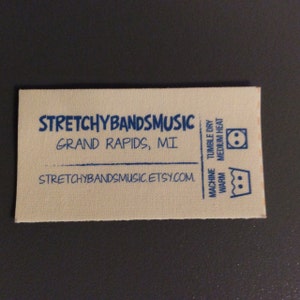 STRETCHYBANDSMUSIC
GRAND RAPIDS, MI
STRETCHYBANDSMUSIC.ETSY.COM
MACHINE
WARM
TUMBLE DRY
MEDIUM HEAT